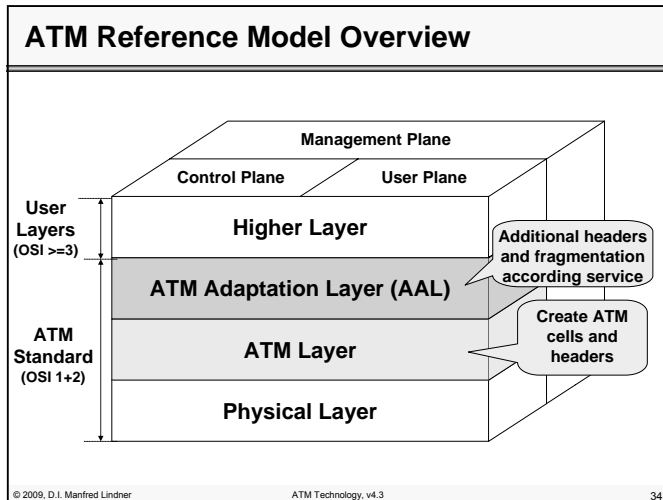 ATM Reference Model Overview
Management Plane
Control Plane
User Plane
User
Layers
(OSI >=3)
Higher Layer
Additional headers
and fragmentation
according service
ATM Adaptation Layer (AAL)
ATM
Standard
(OSI 1+2)
ATM Layer
Create ATM
cells and
headers
Physical Layer
© 2009, D.I. Manfred Lindner
ATM Technology, v4.3
34